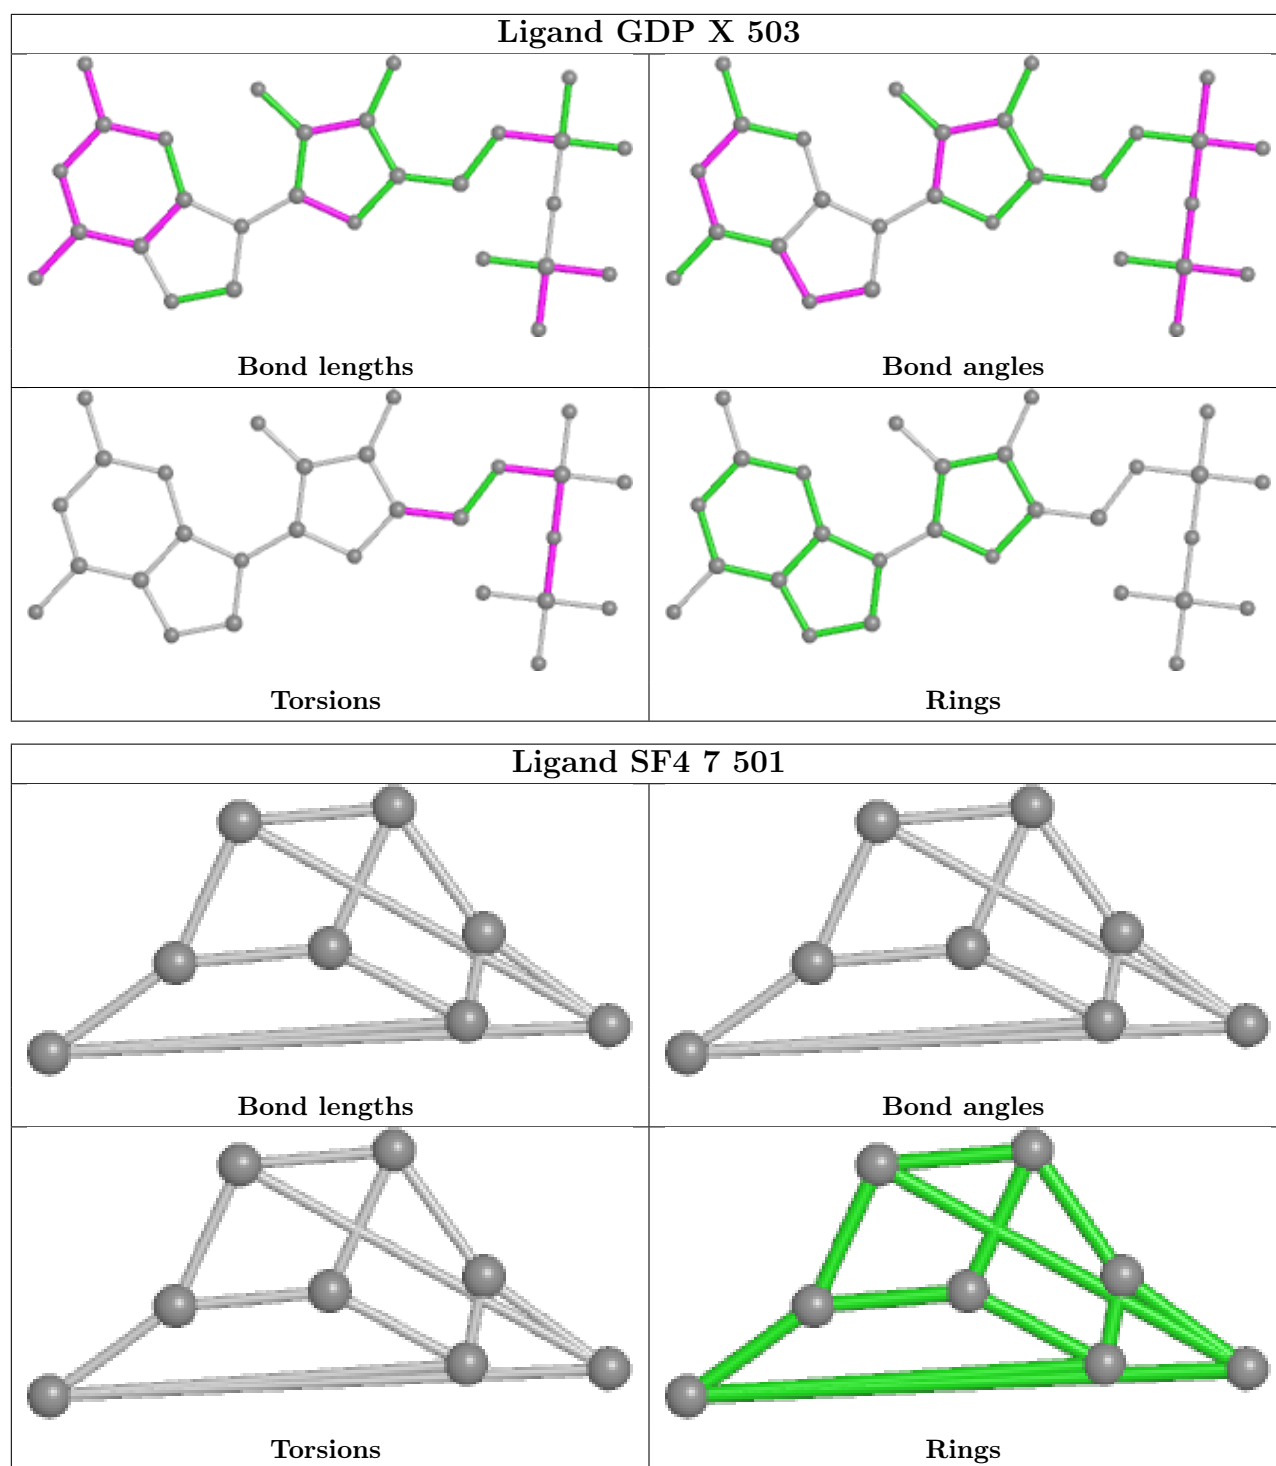 Ligand GDP X 503
Bond lengths
Bond angles
Torsions
Rings
Ligand SF4 7 501
Bond lengths
Bond angles
Torsions
Rings